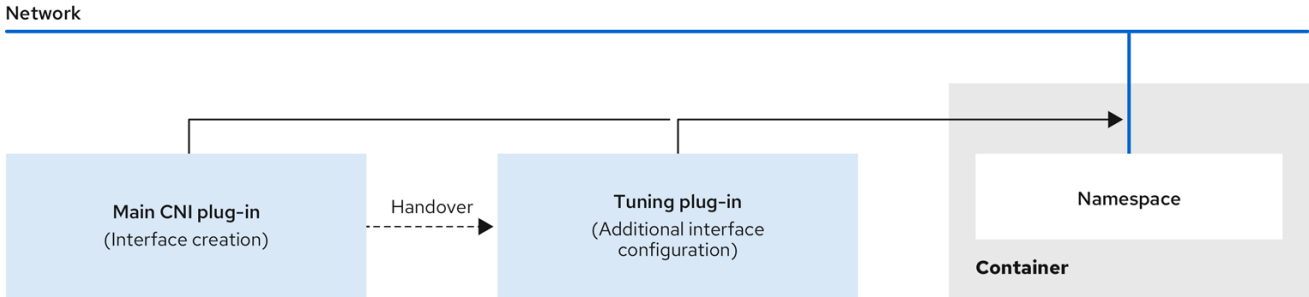 Network
Main CNI plug-in
(Interface creation)
Handover
Tuning plug-in
(Additional interface
configuration)
Namespace
Container